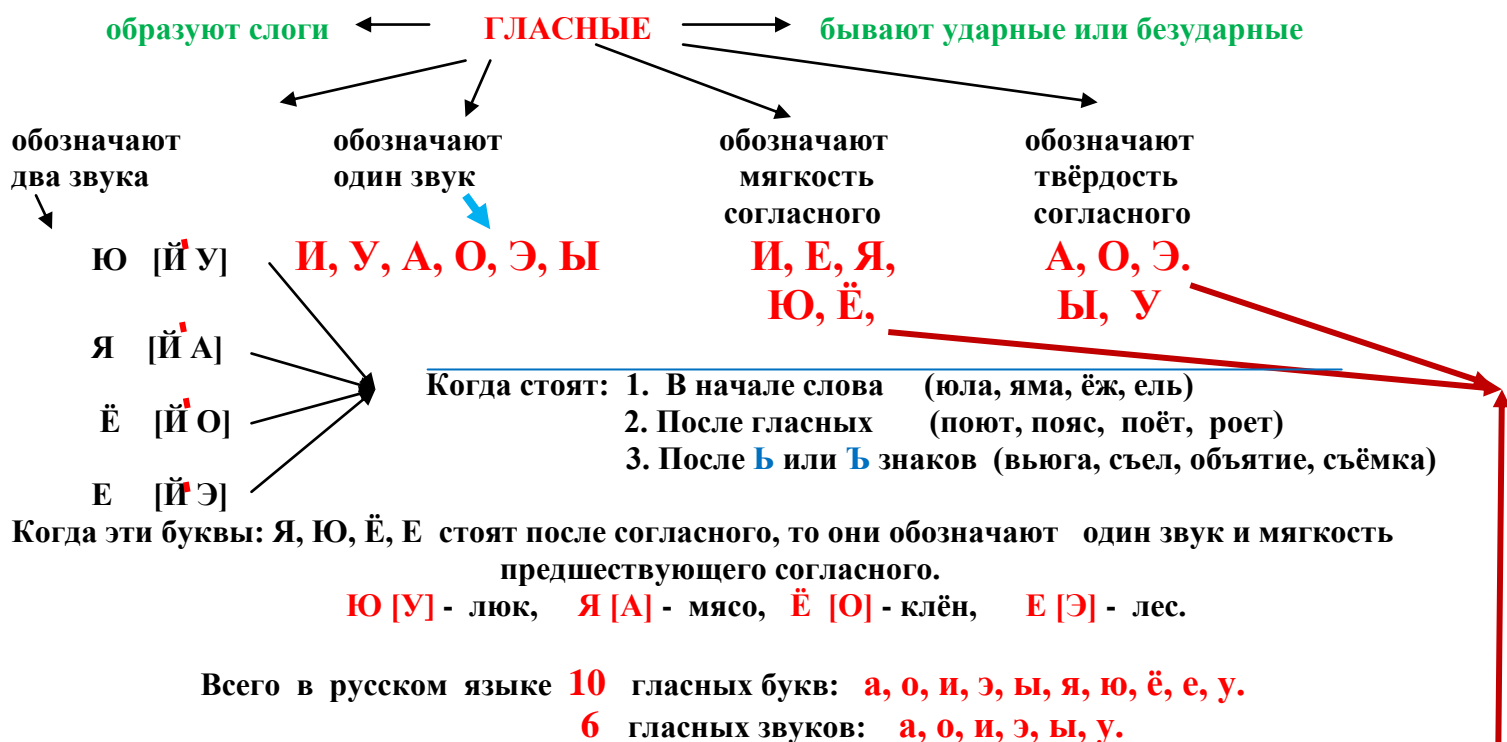 образуют слоги ГЛАСНЫЕ бывают ударные или безударные
обозначают обозначают обозначают обозначают
два звука один звук мягкость твёрдость
согласного согласного
Ю [Й' У] И, У, А, О, Э, Ы И, Е, Я, А, О, Э.
Ю, Ё, Ы, У
Я [Й' А]
Когда стоят: 1. В начале слова (юла, яма, ёж, ель)
Ё [Й' О] 2. После гласных (поют, пояс, поёт, роет)
3. После Ь или Ъ знаков (вьюга, съел, объятие, съёмка)
Е [Й' Э]
Когда эти буквы: Я, Ю, Ё, Е стоят после согласного, то они обозначают один звук и мягкость
предшествующего согласного.
Ю [У] - люк, Я [А] - мясо, Ё [О] - клён, Е [Э] - лес.
Всего в русском языке 10 гласных букв: а, о, и, э, ы, я, ю, ё, е, у.
6 гласных звуков: а, о, и, э, ы, у.